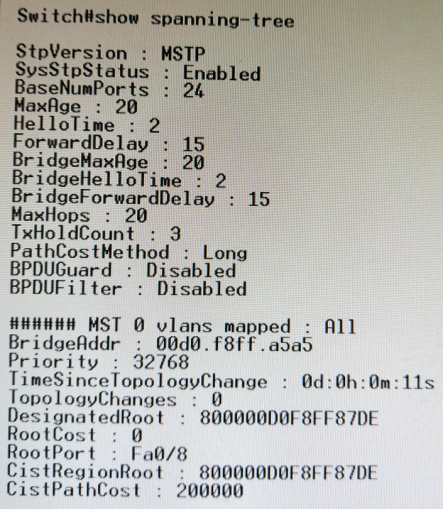 Switch#show spanning-tree
StpVersion : MSTP
SysStpStatus : Enabled
BaseNumPorts : 24
MaxAge : 20
HelloTime : 2
ForwardDelay : 15
BridgeMaxAge : 20
BridgeHelloTime : 2
BridgeForwardDelay : 15
MaxHops : 20
TxHoldCount : 3
PathCostMethod : Long
BPDUGuard : Disabled
BPDUFilter : Disabled
###### MST 0 vlans mapped : All
BridgeAddr : 00d0.f8ff.a5a5
Priority : 32768
TimeSinceTopologyChange : 0d:0h:0m:11s
TopologyChanges : 0
DesignatedRoot : 800000D0F8FF87DE
RootCost : 0
RootPort : Fa0/8
CistRegionRoot : 800000D0F8FF87DE
CistPathCost : 200000